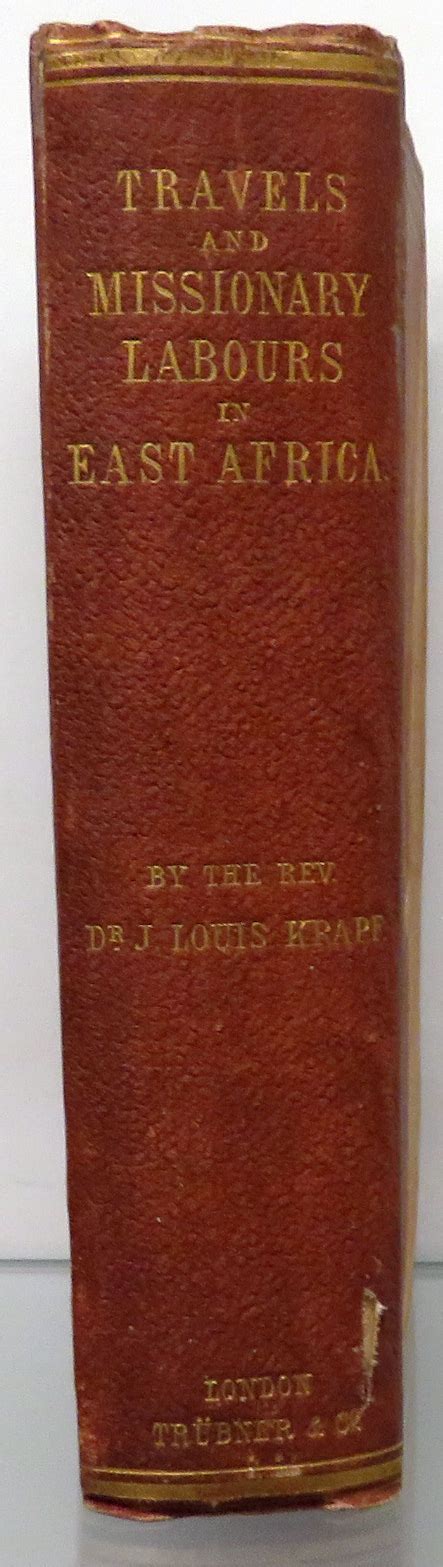 TRAVELS
AND
MISSIONARY
LABOURS
IN
EAST AFRICA.
BY THE REV.
DR J. LOUIS KRAPF
LONDON
TRÜBNER & Co.